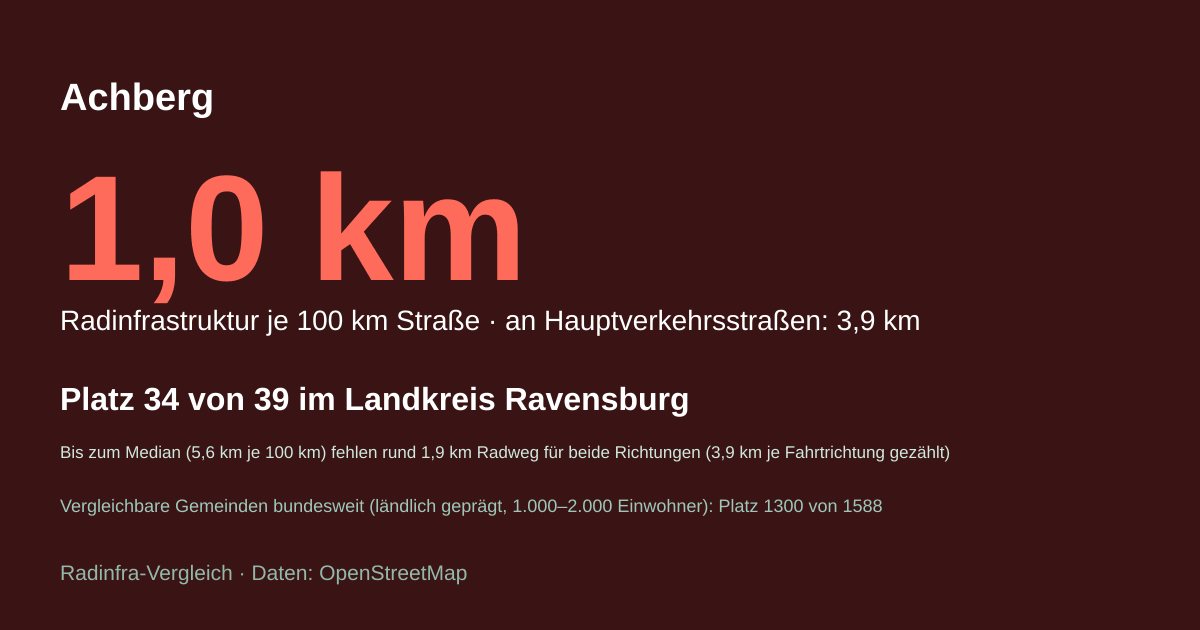 Achberg
1,0 km
Radinfrastruktur je 100 km Straße · an Hauptverkehrsstraßen: 3,9 km
Platz 34 von 39 im Landkreis Ravensburg
Bis zum Median (5,6 km je 100 km) fehlen rund 1,9 km Radweg für beide Richtungen (3,9 km je Fahrtrichtung gezählt)
Vergleichbare Gemeinden bundesweit (ländlich geprägt, 1.000–2.000 Einwohner): Platz 1300 von 1588
Radinfra-Vergleich · Daten: OpenStreetMap